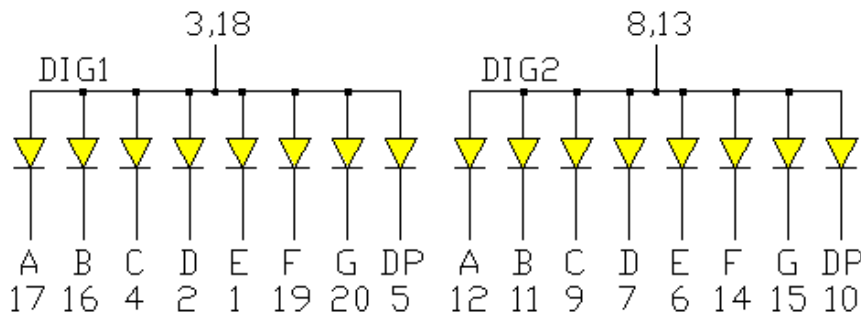 3,18 8,13
DIG1 DIG2
A B C D E F G DP A B C D E F G DP
17 16 4 2 1 19 20 5 12 11 9 7 6 14 15 10